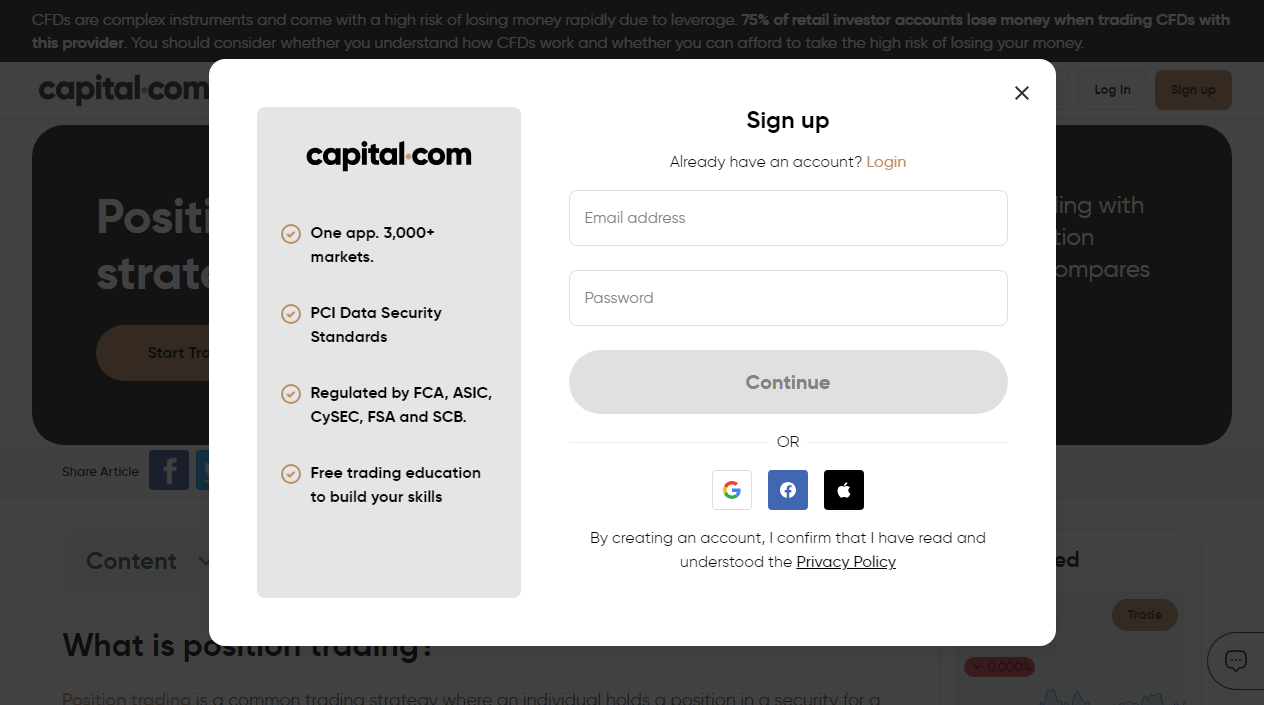 CFDs are complex instruments and come with a high risk of losing money rapidly due to leverage. 75% of retail investor accounts lose money when trading CFDs with
this provider. You should consider whether you understand how CFDs work and whether you can afford to take the high risk of losing your money.
capital.com
Log In
Sign up
capital.com
One app. 3,000+
markets.
PCI Data Security
Standards
Regulated by FCA, ASIC,
CySEC, FSA and SCB.
Free trading education
to build your skills
Sign up
Already have an account? Login
Email address
Password
Continue
OR
By creating an account, I confirm that I have read and
understood the Privacy Policy
with
compares
Start
Share Article
Content
Trade
0.000%
What is position trading?
Position trading is a common trading strategy where an individual holds a position in a security for a